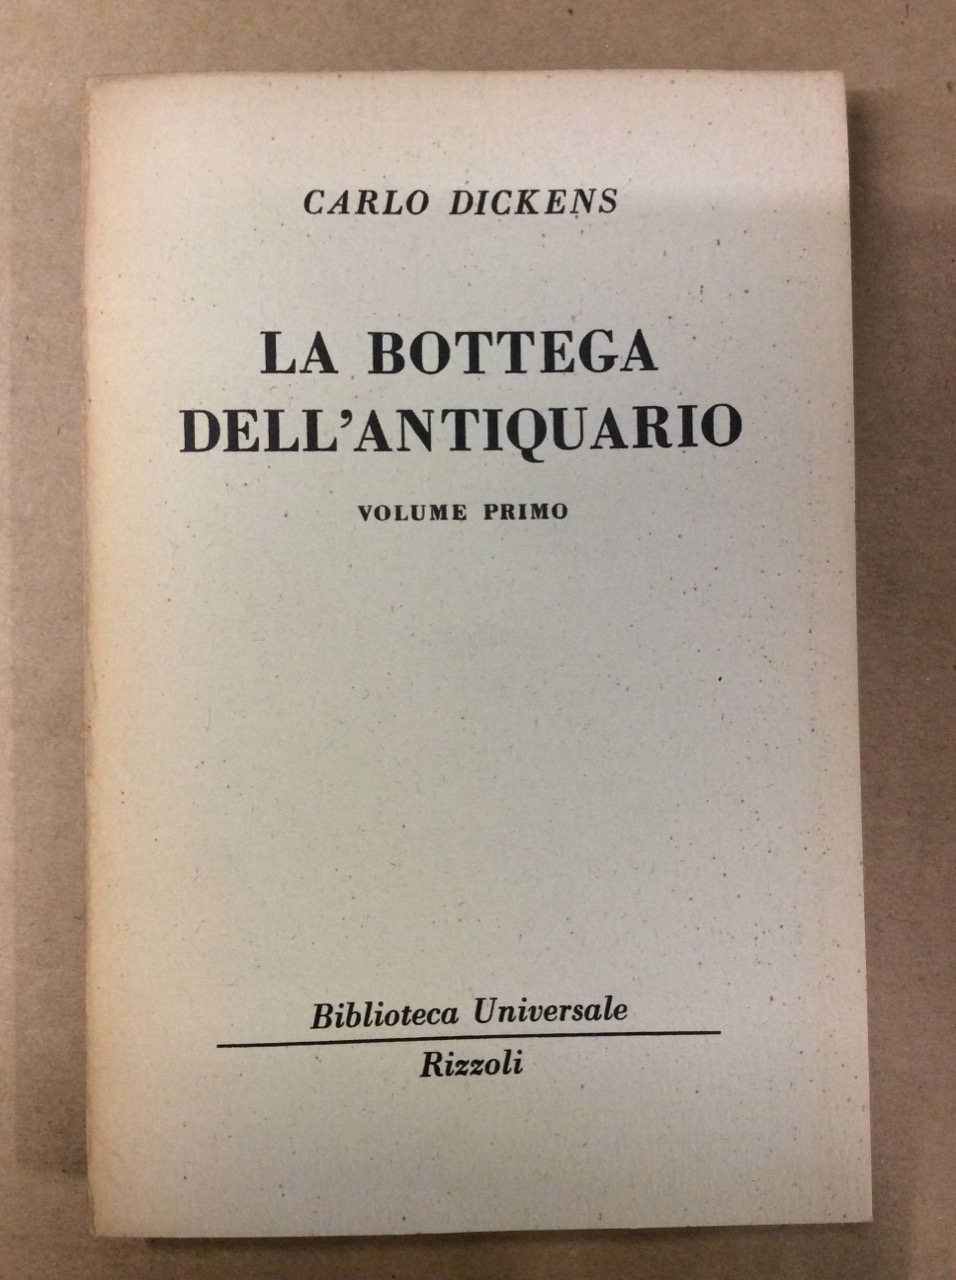 CARLO DICKENS
LA BOTTEGA
DELL'ANTIQUARIO
VOLUME PRIMO
Biblioteca Universale
Rizzoli